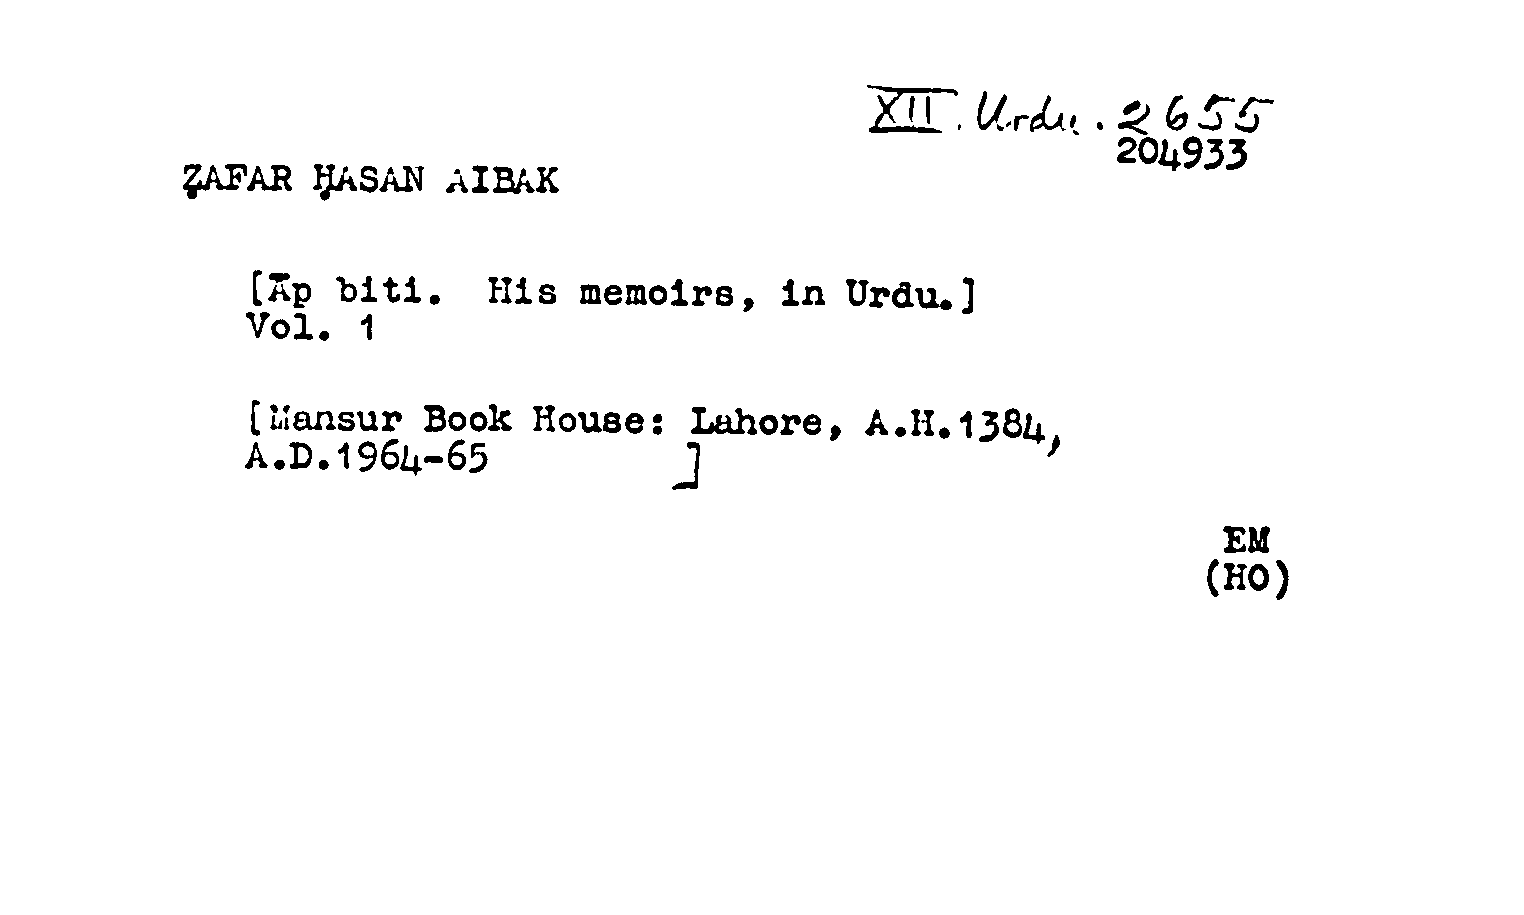 XII. Urdu. 2655
204933
ẒAFAR ḤASAN AIBAK
[Āp biti. His memoirs, in Urdu.]
Vol. 1
[Mansur Book House: Lahore, A.H.1384,
A.D.1964-65 ]
EM
(HO)